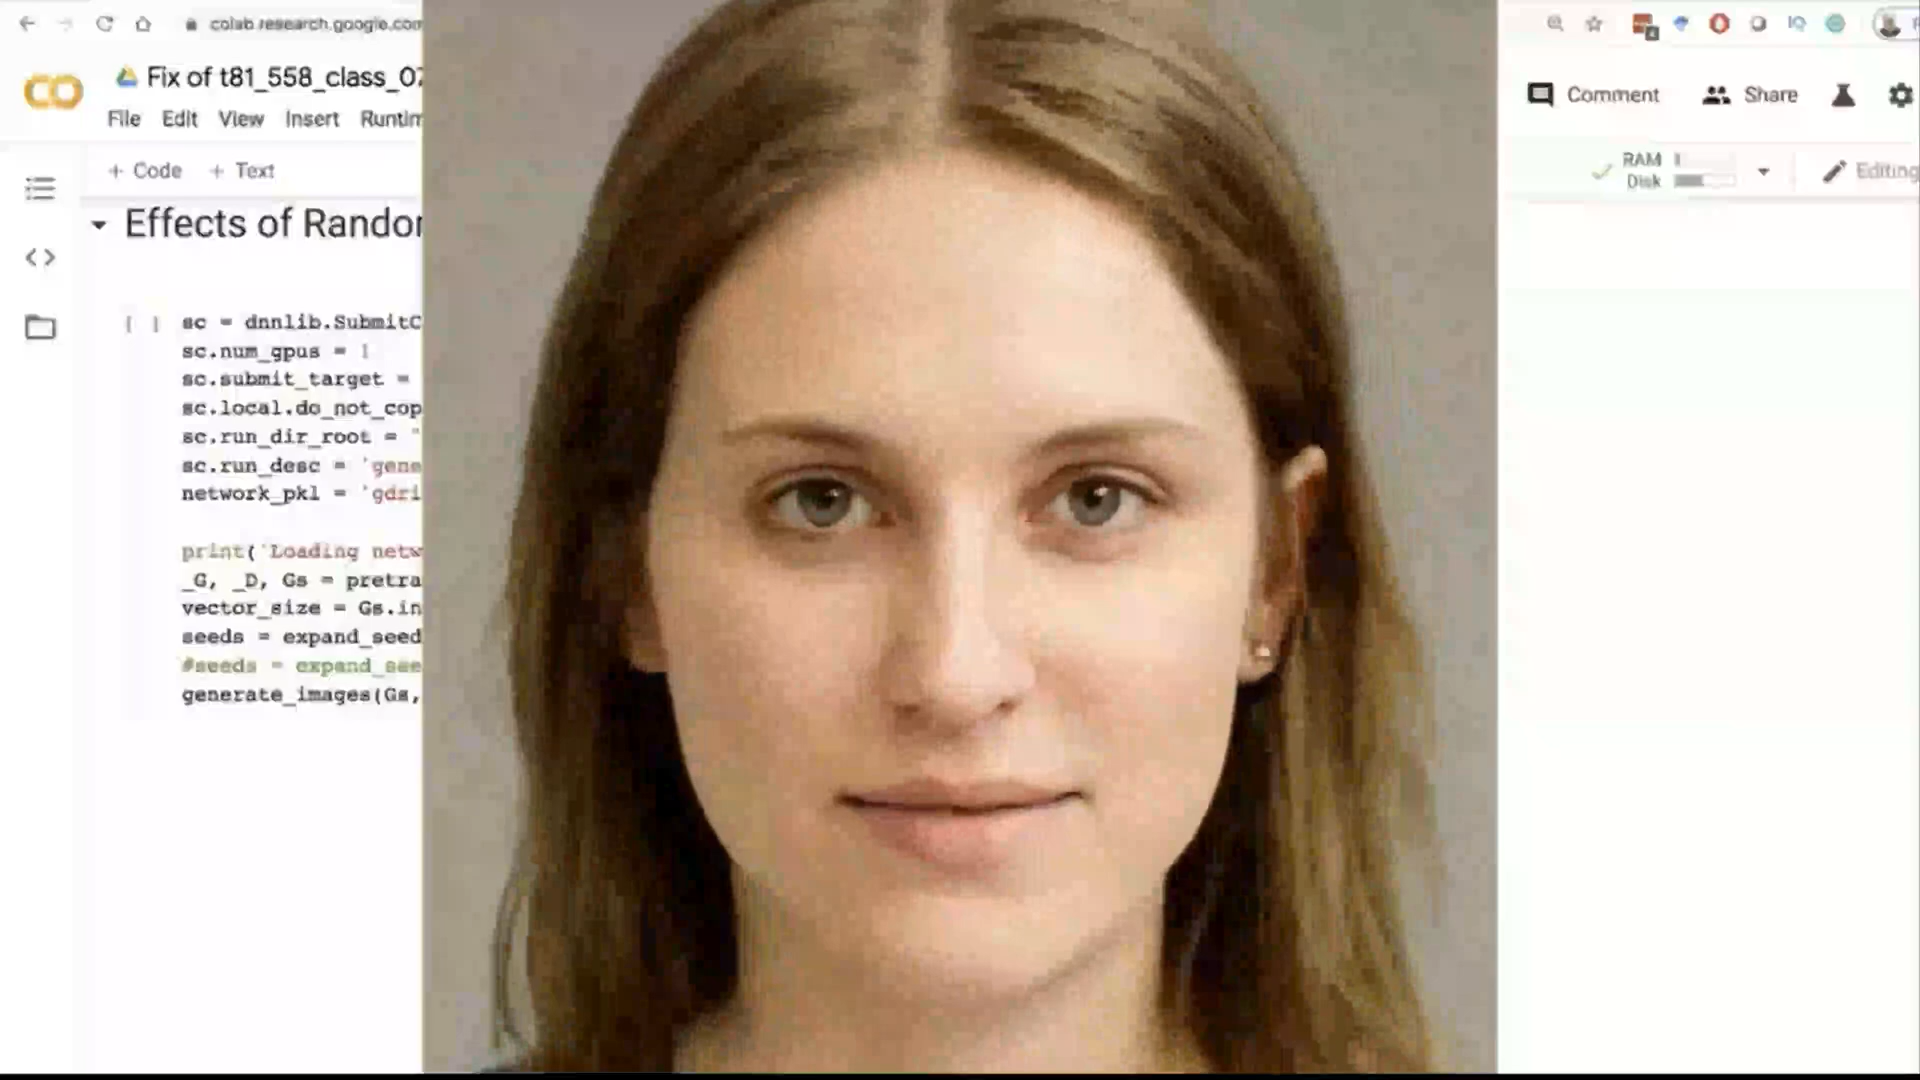 colab.research.google.com
CO
Fix of t81_558_class_07
File Edit View Insert Runtim
Comment Share
+ Code + Text
RAM
Disk
Editing
Effects of Randor
[ ] sc = dnnlib.SubmitC
sc.num_gpus = 1
sc.submit_target =
sc.local.do_not_cop
sc.run_dir_root = '
sc.run_desc = 'gene
network_pkl = 'gdri
print('Loading netw
_G, _D, Gs = pretra
vector_size = Gs.in
seeds = expand_seed
#seeds = expand_see
generate_images(Gs,